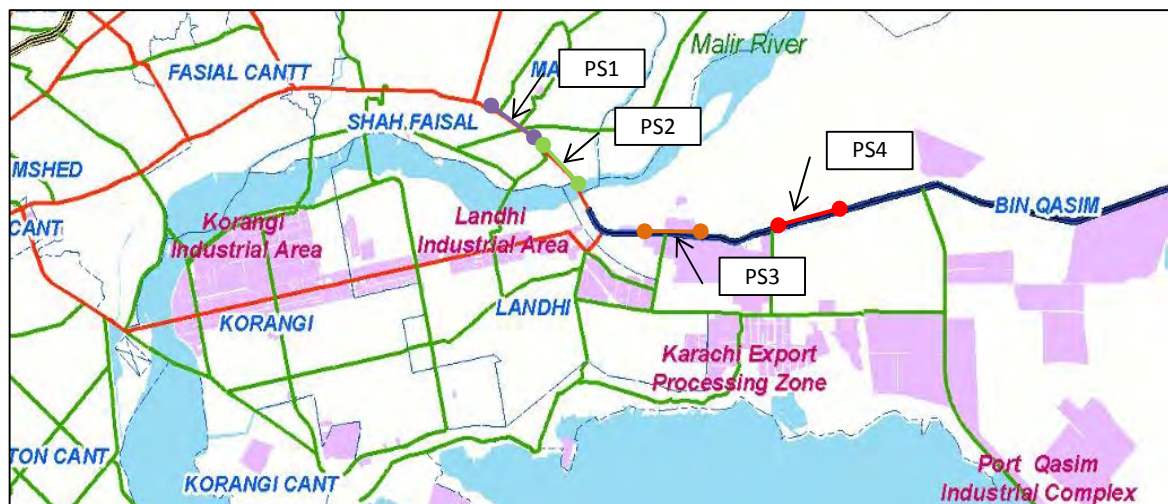 Malir River
MA
PS1
FASIAL CANTT
SHAH.FAISAL
PS2
PS4
MSHED
CANT
Korangi
Industrial Area
Landhi
Industrial Area
BIN QASIM
PS3
LANDHI
KORANGI
Karachi Export
Processing Zone
TON CANT
KORANGI CANT
Port Qasim
Industrial Complex